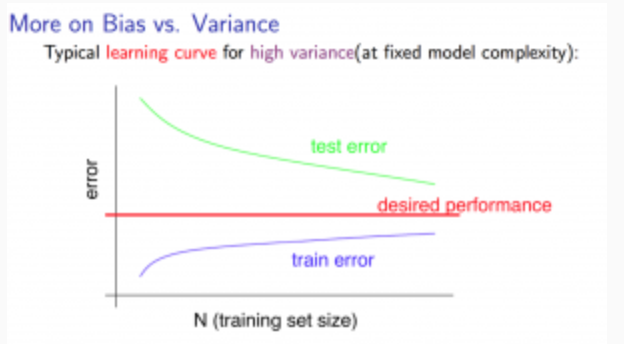 More on Bias vs. Variance
Typical learning curve for high variance(at fixed model complexity):
test error
error
desired performance
train error
N (training set size)